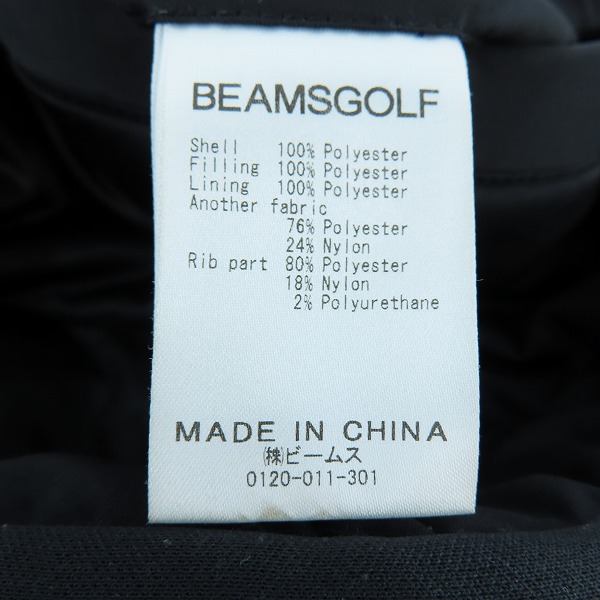 BEAMSGOLF
Shell 100% Polyester
Filling 100% Polyester
Lining 100% Polyester
Another fabric
76% Polyester
24% Nylon
Rib part 80% Polyester
18% Nylon
2% Polyurethane
MADE IN CHINA
㈱ビームス
0120-011-301